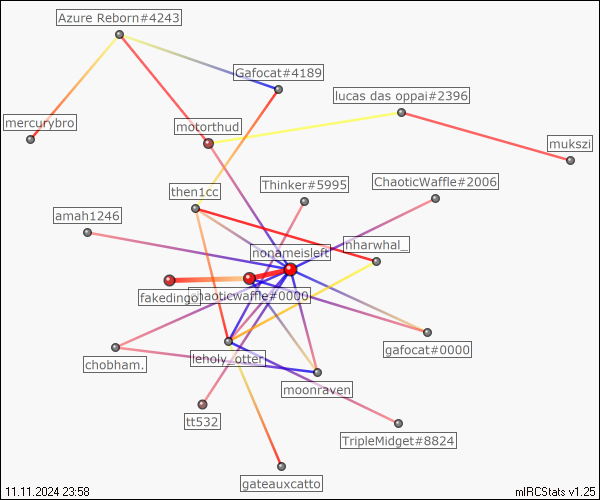 Azure Reborn#4243
Gafocat#4189
lucas das oppai#2396
mercurybro
motorthud
mukszi
Thinker#5995
ChaoticWaffle#2006
then1cc
amah1246
nharwhal_
nonameisleft
fakedingo
chaoticwaffle#0000
gafocat#0000
leholy_otter
chobham.
moonraven
tt532
TripleMidget#8824
gateauxcatto
11.11.2024 23:58
mIRCStats v1.25